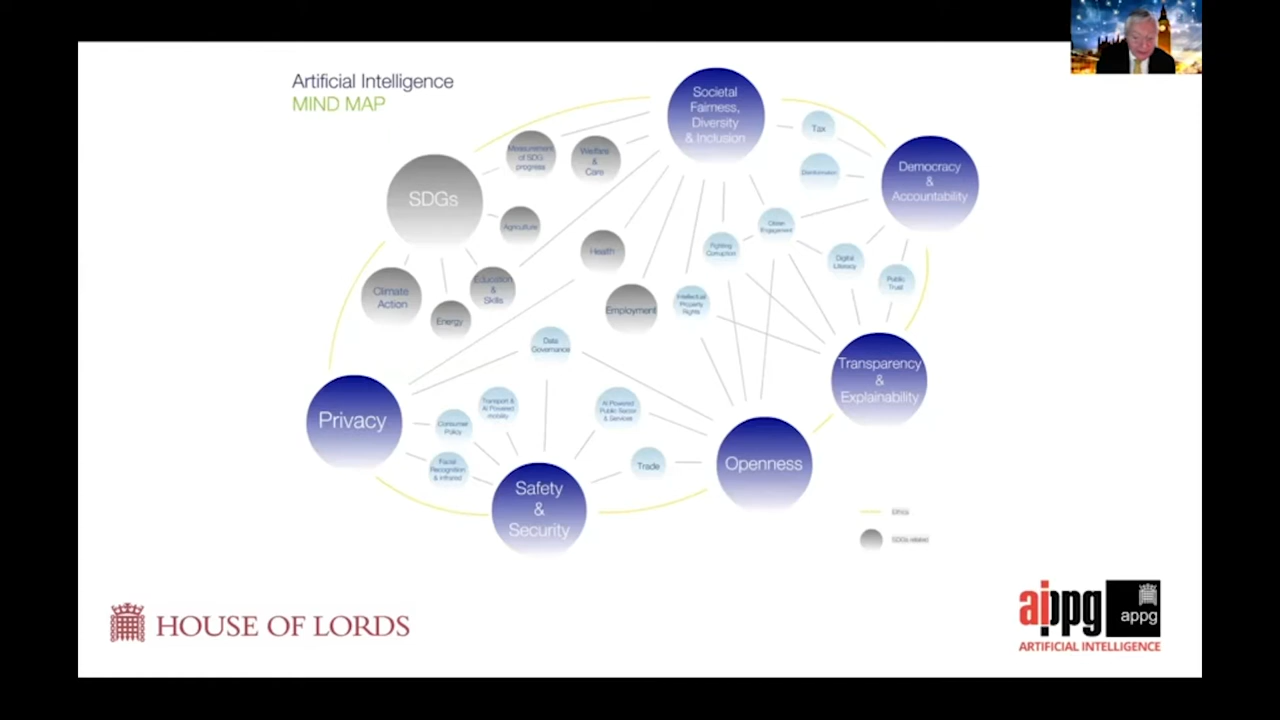 Artificial Intelligence
MIND MAP
Societal
Fairness,
Diversity
& Inclusion
Tax
Disinformation
Democracy
&
Accountability
Measurement
of SDG
progress
Welfare
&
Care
SDGs
Agriculture
Health
Citizen
Engagement
Fighting
Corruption
Digital
Literacy
Public
Trust
Climate
Action
Education
&
Skills
Energy
Employment
Intellectual
Property
Rights
Data
Governance
Transparency
&
Explainability
Privacy
Transport &
AI Powered
mobility
Consumer
Policy
AI Powered
Public Sector
& Services
Facial
Recognition
& infrared
Trade
Openness
Safety
&
Security
Ethics
SDGs related
HOUSE OF LORDS
aippg
appg
ARTIFICIAL INTELLIGENCE